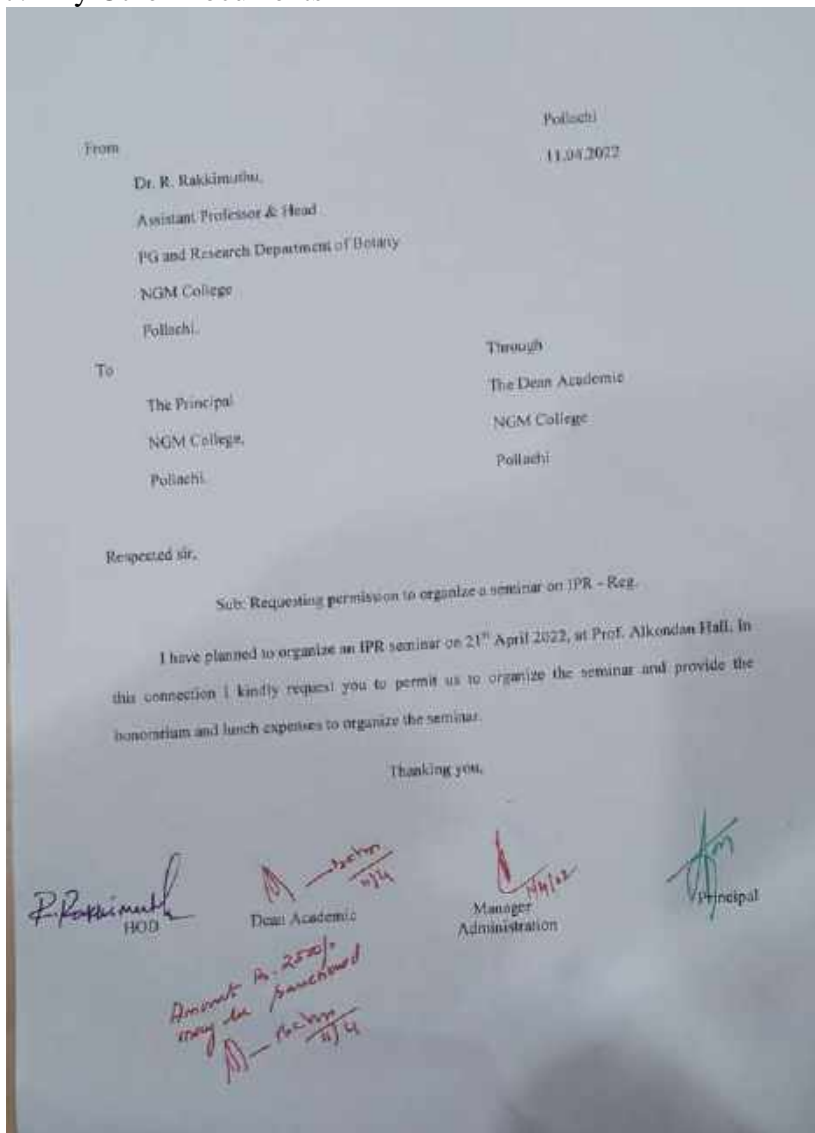 Pollachi
11.04.2022
From
Dr. R. Rakkimuthu,
Assistant Professor & Head
PG and Research Department of Botany
NGM College
Pollachi.
To
The Principal
NGM College,
Pollachi.
Through
The Dean Academic
NGM College
Pollachi
Respected sir,
Sub: Requesting permission to organize a seminar on IPR - Reg.
I have planned to organize an IPR seminar on 21st April 2022, at Prof. Alkondan Hall. In
this connection I kindly request you to permit us to organize the seminar and provide the
honorarium and lunch expenses to organize the seminar.
Thanking you,
R. Rakkimuth
HOD
11/4
Dean Academic
Manager
Administration
Principal
Amount Rs. 2500/-
may be sanctioned
11/4